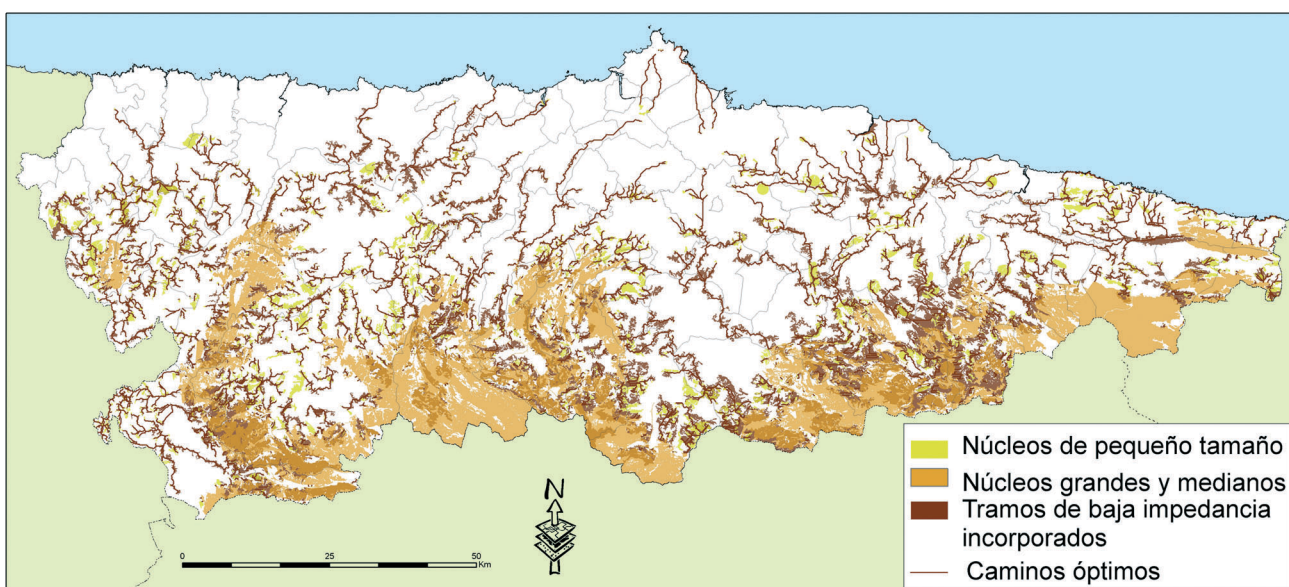 Núcleos de pequeño tamaño
Núcleos grandes y medianos
Tramos de baja impedancia
incorporados
Caminos óptimos
N
0 25 50
Km